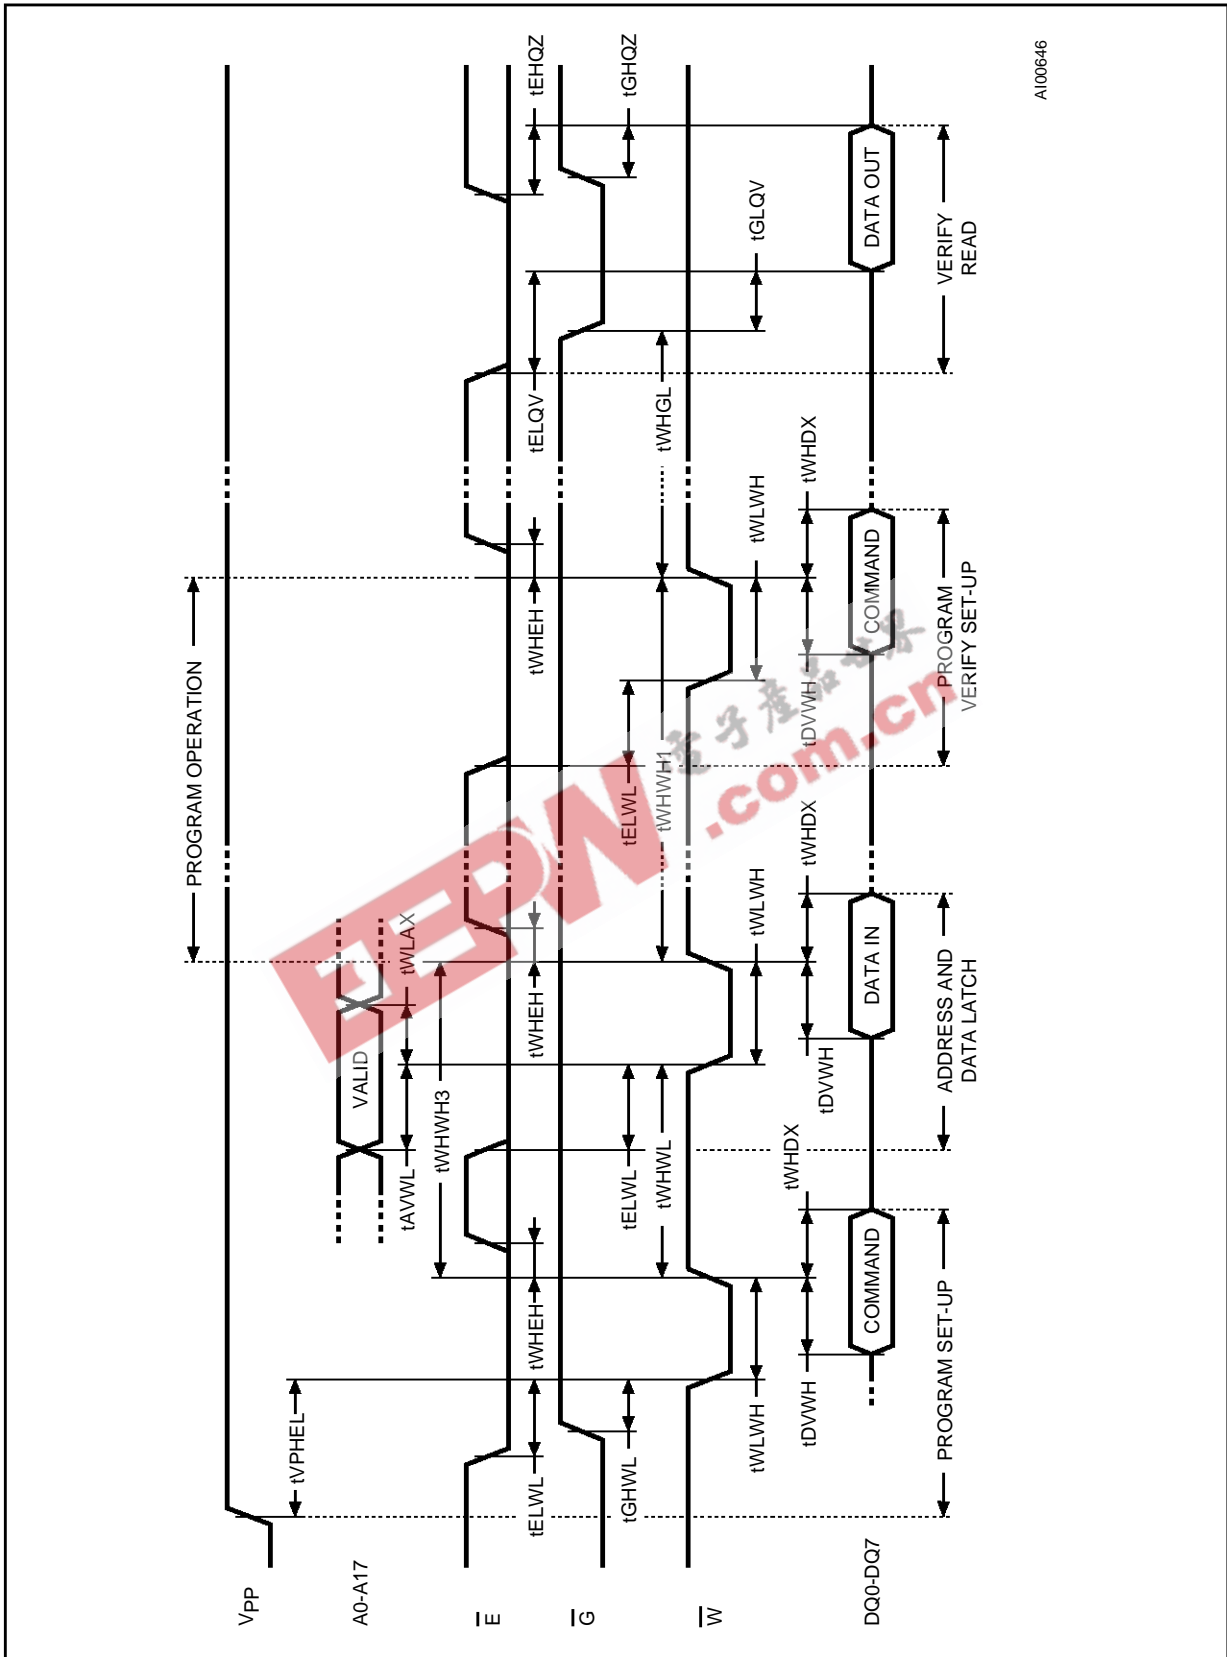 VPP
A0-A17
E
G
W
DQ0-DQ7
PROGRAM OPERATION
tVPHEL
VALID
tAVWL
tWLAX
tWHWH3
tELWL
tWHEH
tWHEH
tWHEH
tELQV
tEHQZ
tGHWL
tELWL
tELWL
tGHQZ
tWHWL
tWHWH1
tWHGL
tWLWH
tWLWH
tWLWH
tGLQV
tDVWH
tWHDX
tDVWH
tWHDX
tDVWH
tWHDX
COMMAND
DATA IN
COMMAND
DATA OUT
PROGRAM SET-UP
ADDRESS AND
DATA LATCH
PROGRAM
VERIFY SET-UP
VERIFY
READ
AI00646
EEPW
電子產品世界
.com.cn